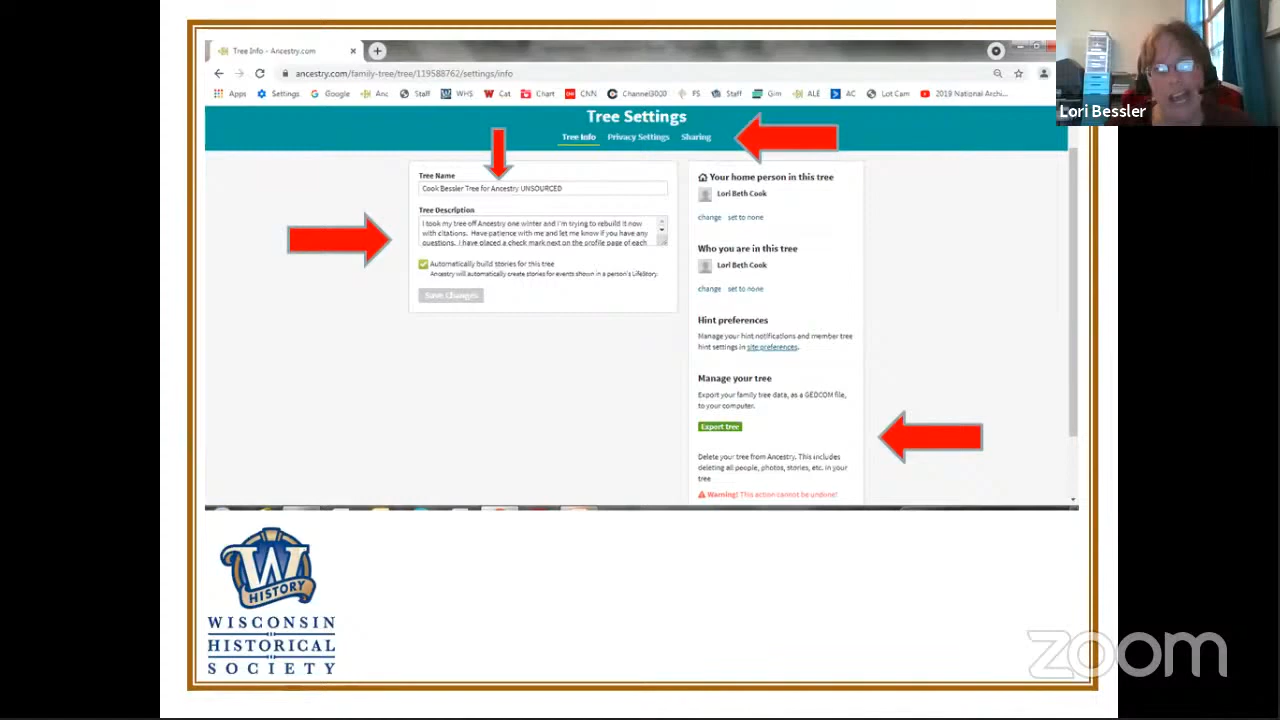 Tree Info - Ancestry.com
ancestry.com/family-tree/tree/119588762/settings/info
Apps Settings Google Anc Staff WHS Cat Chart CNN Channel3000 FS Staff Gim ALE AC Lot Cam 2019 National Archi...
Lori Bessler
Tree Settings
Tree Info Privacy Settings Sharing
Tree Name
Cook Bessler Tree for Ancestry UNSOURCED
Tree Description
I took my tree off Ancestry one winter and I'm trying to rebuild it now
with citations. Have patience with me and let me know if you have any
questions. I have placed a check mark next on the profile page of each
Automatically build stories for this tree
Ancestry will automatically create stories for events shown in a person's LifeStory.
Save Changes
Your home person in this tree
Lori Beth Cook
change set to none
Who you are in this tree
Lori Beth Cook
change set to none
Hint preferences
Manage your hint notifications and member tree
hint settings in site preferences.
Manage your tree
Export your family tree data, as a GEDCOM file,
to your computer.
Export tree
Delete your tree from Ancestry. This includes
deleting all people, photos, stories, etc. in your
tree
Warning! This action cannot be undone!
W
HISTORY
WISCONSIN
HISTORICAL
SOCIETY
zoom